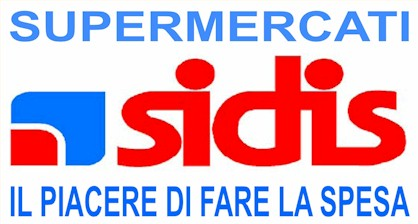 SUPERMERCATI
sidis
IL PIACERE DI FARE LA SPESA